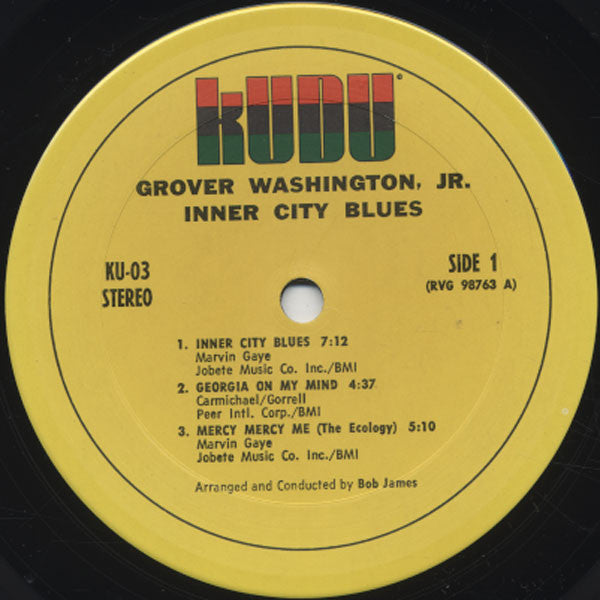 KUDU®
GROVER WASHINGTON, JR.
INNER CITY BLUES
KU-03
STEREO
SIDE 1
(RVG 98763 A)
1. INNER CITY BLUES 7:12
Marvin Gaye
Jobete Music Co. Inc./BMI
2. GEORGIA ON MY MIND 4:37
Carmichael/Gorrell
Peer Intl. Corp./BMI
3. MERCY MERCY ME (The Ecology) 5:10
Marvin Gaye
Jobete Music Co. Inc./BMI
Arranged and Conducted by Bob James